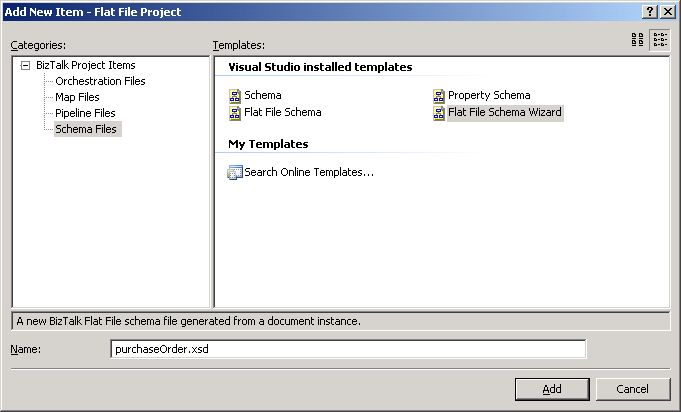 Add New Item - Flat File Project
Categories:
Templates:
BizTalk Project Items
Orchestration Files
Map Files
Pipeline Files
Schema Files
Visual Studio installed templates
Schema
Property Schema
Flat File Schema
Flat File Schema Wizard
My Templates
Search Online Templates...
A new BizTalk Flat File schema file generated from a document instance.
Name:
purchaseOrder.xsd
Add
Cancel